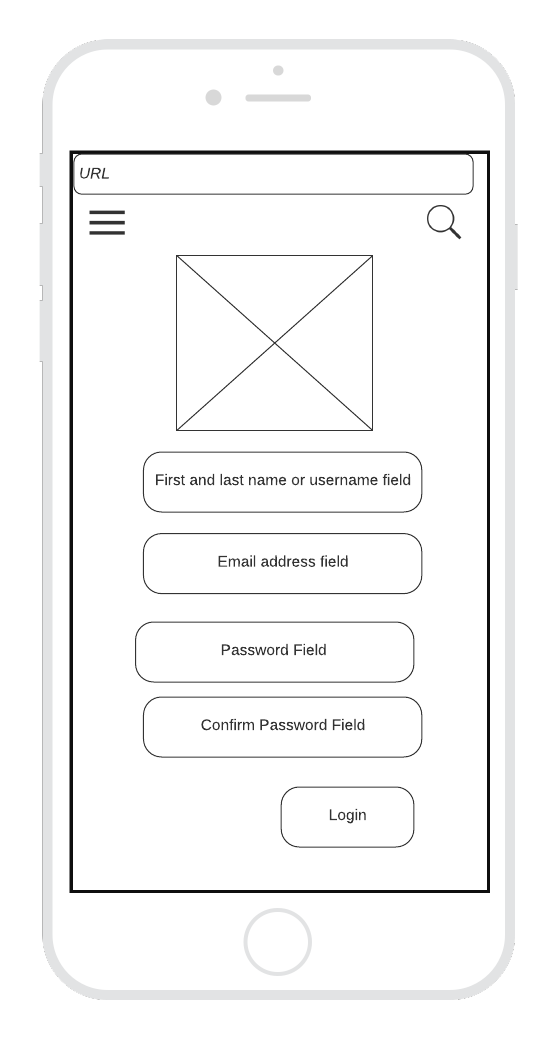 URL
First and last name or username field
Email address field
Password Field
Confirm Password Field
Login